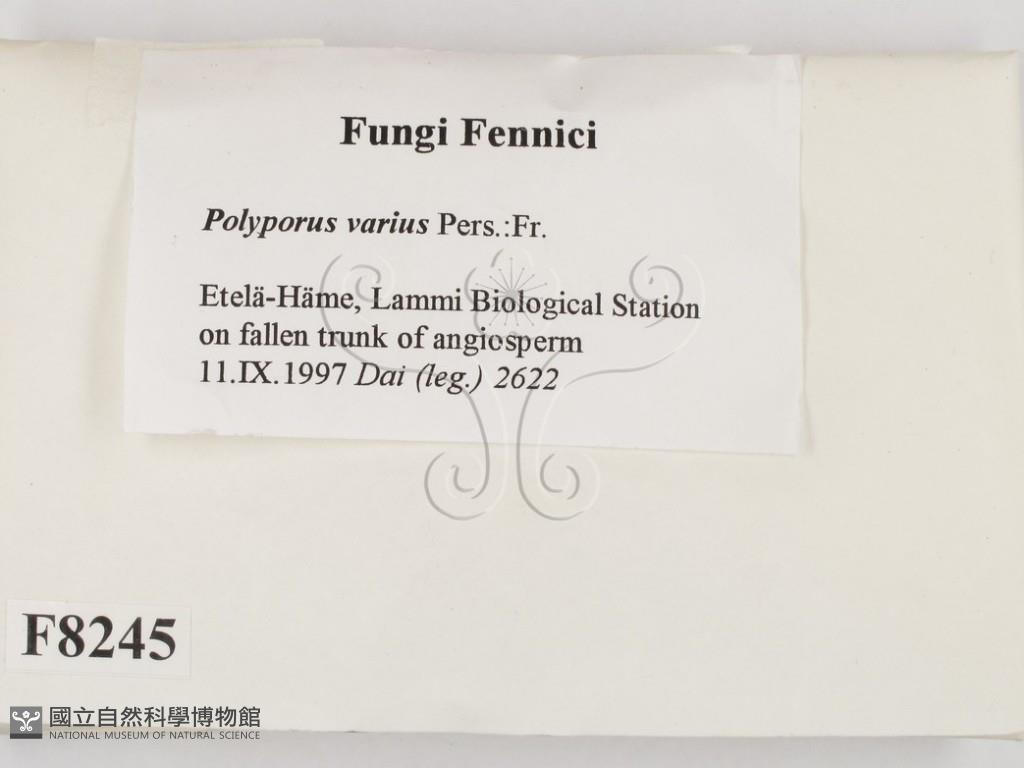 Fungi Fennici
Polyporus varius Pers.:Fr.
Etelä-Häme, Lammi Biological Station
on fallen trunk of angiosperm
11.IX.1997 Dai (leg.) 2622
F8245
國立自然科學博物館
NATIONAL MUSEUM OF NATURAL SCIENCE